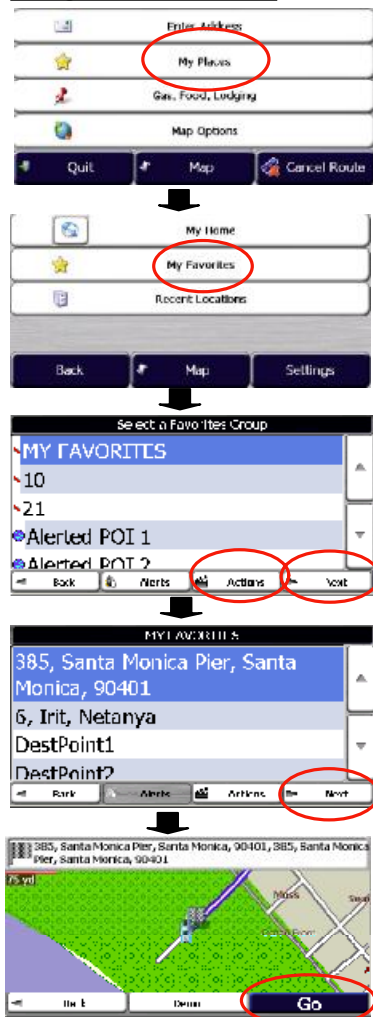 Enter Address
My Places
Gas, Food, Lodging
Map Options
Quit Map Cancel Route
My Home
My Favorites
Recent Locations
Back Map Settings
Select a Favorites Group
MY FAVORITES
10
21
Alerted POI 1
Alerted POI 2
Back Alerts Actions Next
MY FAVORITES
385, Santa Monica Pier, Santa
Monica, 90401
6, Irit, Netanya
DestPoint1
DestPoint2
Back Alerts Actions Next
385, Santa Monica Pier, Santa Monica, 90401, 385, Santa Monica
Pier, Santa Monica, 90401
75 yd
Moss
Back Demo Go